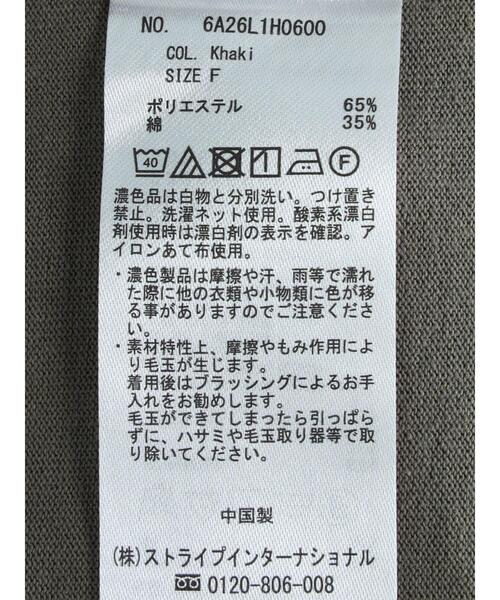 NO. 6A26L1H0600
COL. Khaki
SIZE F
ポリエステル 65%
綿 35%
40 F
濃色品は白物と分別洗い。つけ置き
禁止。洗濯ネット使用。酸素系漂白
剤使用時は漂白剤の表示を確認。ア
イロンあて布使用。
・濃色製品は摩擦や汗、雨等で濡れ
た際に他の衣類や小物類に色が移
る事がありますのでご注意くださ
い。
・素材特性上、摩擦やもみ作用によ
り毛玉が生じます。
着用後はブラッシングによるお手
入れをお勧めします。
毛玉ができてしまったら引っぱら
ずに、ハサミや毛玉取り器等で取
り除いてください。
中国製
(株)ストライプインターナショナル
0120-806-008